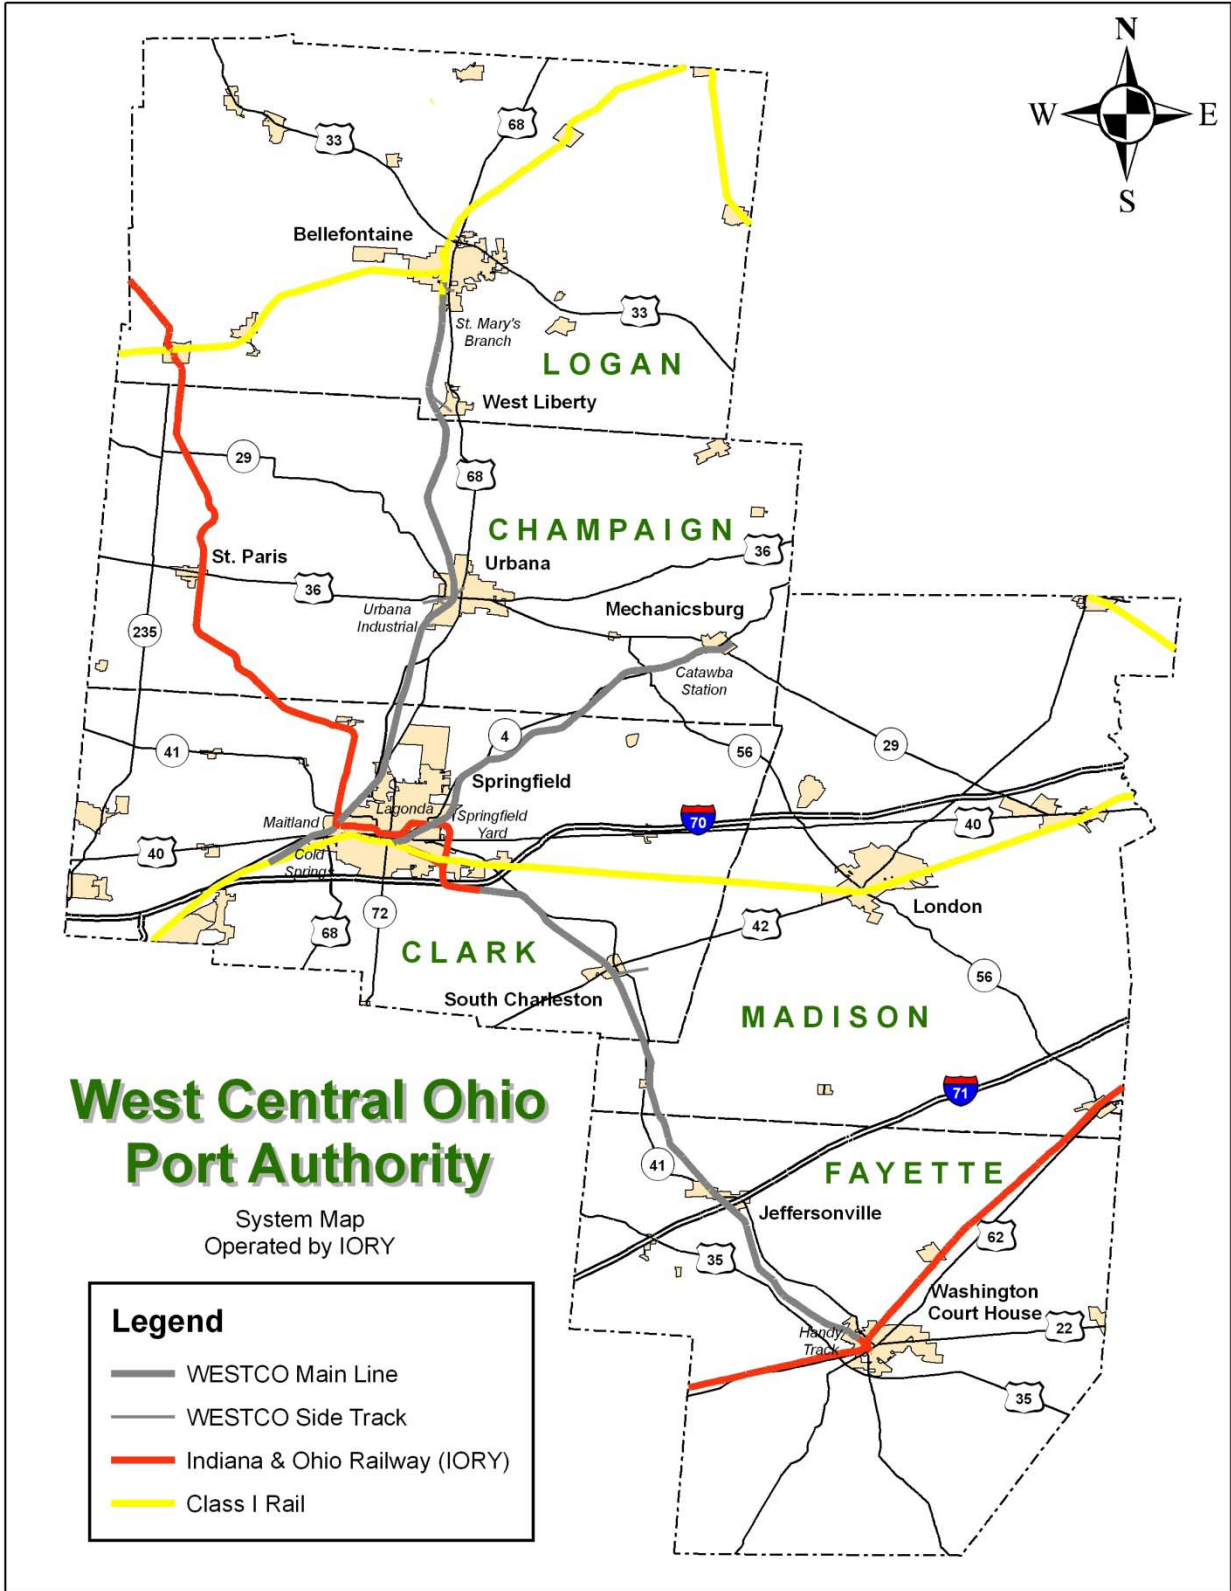 N
W
E
S
68
33
Bellefontaine
33
St. Mary's
Branch
LOGAN
West Liberty
29
68
CHAMPAIGN
36
St. Paris
Urbana
36
Mechanicsburg
Urbana
Industrial
235
Catawba
Station
4
41
56
29
Springfield
Lagonda
Maitland
Springfield
Yard
70
40
40
Cold
Springs
London
72
68
42
CLARK
56
South Charleston
MADISON
West Central Ohio
Port Authority
71
41
FAYETTE
System Map
Operated by IORY
Jeffersonville
62
35
Washington
Court House
22
Handy
Track
35
Legend
WESTCO Main Line
WESTCO Side Track
Indiana & Ohio Railway (IORY)
Class I Rail